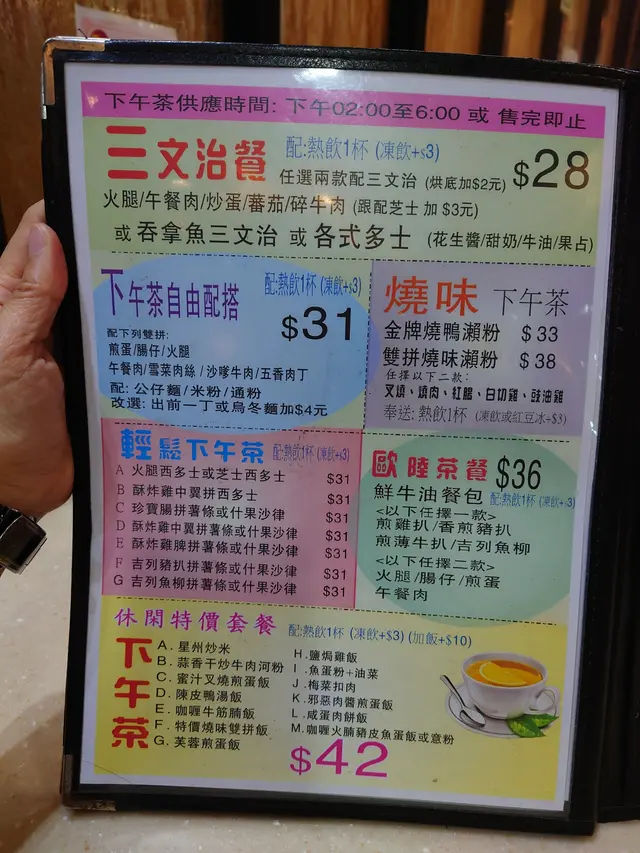 下午茶供應時間: 下午02:00至6:00 或 售完即止
三文治餐 配:熱飲1杯 (凍飲+$3)
任選兩款配三文治 (烘底加$2元) $28
火腿/午餐肉/炒蛋/蕃茄/碎牛肉 (跟配芝士加 $3元)
或 吞拿魚三文治 或 各式多士 (花生醬/甜奶/牛油/果占)
下午茶自由配搭 配:熱飲1杯 (凍飲+$3)
$31
配下列雙拼:
煎蛋/腸仔/火腿
午餐肉/雪菜肉絲/沙嗲牛肉/五香肉丁
配: 公仔麵/米粉/通粉
改選: 出前一丁或烏冬麵加$4元
燒味 下午茶
金牌燒鴨瀨粉 $33
雙拼燒味瀨粉 $38
任擇以下二款:
叉燒、燒肉、紅腸、白切雞、豉油雞
奉送: 熱飲1杯 (凍飲或紅豆冰+$3)
輕鬆下午茶 配:熱飲1杯 (凍飲+$3)
A 火腿西多士或芝士西多士 $31
B 酥炸雞中翼拼西多士 $31
C 珍寶腸拼薯條或什果沙律 $31
D 酥炸雞中翼拼薯條或什果沙律 $31
E 酥炸雞脾拼薯條或什果沙律 $31
F 吉列豬扒拼薯條或什果沙律 $31
G 吉列魚柳拼薯條或什果沙律 $31
歐陸茶餐 $36
鮮牛油餐包 配:熱飲1杯 (凍飲+$3)
<以下任擇一款>
煎雞扒/香煎豬扒
煎薄牛扒/吉列魚柳
<以下任擇二款>
火腿/腸仔/煎蛋
午餐肉
休閑特價套餐 配:熱飲1杯 (凍飲+$3) (加飯+$10)
下午茶
A. 星州炒米
B. 蒜香干炒牛肉河粉
C. 蜜汁叉燒煎蛋飯
D. 陳皮鴨湯飯
E. 咖喱牛筋腩飯
F. 特價燒味雙拼飯
G. 芙蓉煎蛋飯
H. 鹽焗雞飯
I. 魚蛋粉+油菜
J. 梅菜扣肉
K. 邪惡肉醬煎蛋飯
L. 咸蛋肉餅飯
M. 咖喱火腩豬皮魚蛋飯或意粉
$42